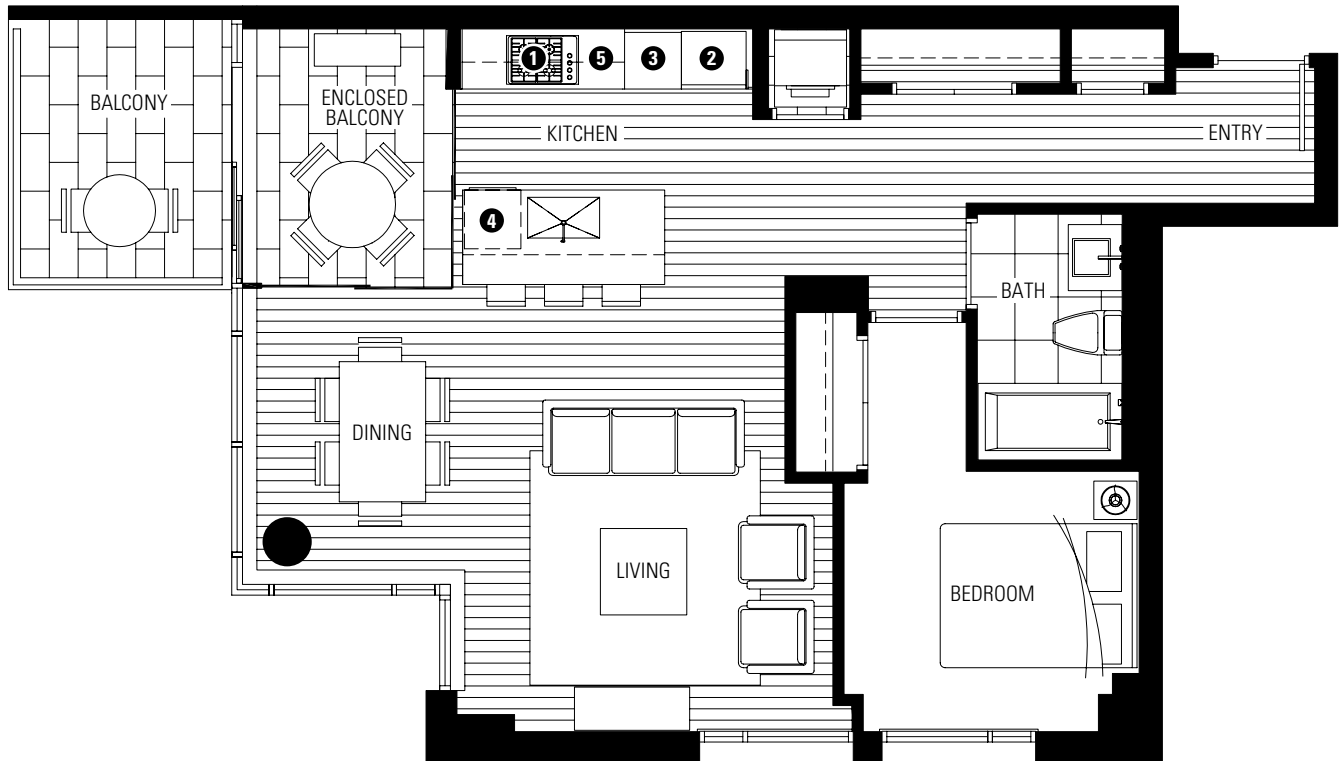 BALCONY
ENCLOSED
BALCONY
1
5
3
2
KITCHEN
ENTRY
4
BATH
DINING
LIVING
BEDROOM